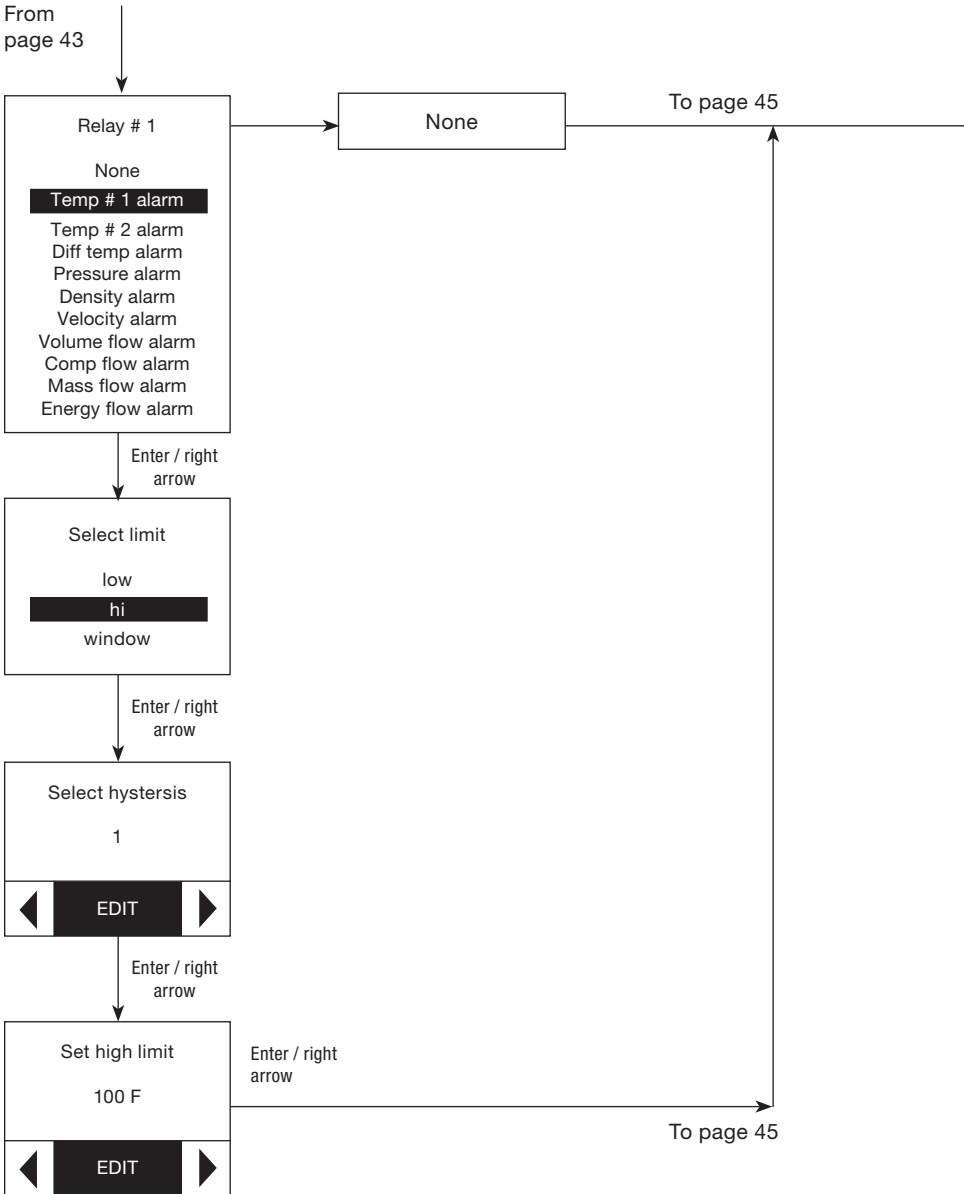 From
page 43
Relay # 1
None
Temp # 1 alarm
Temp # 2 alarm
Diff temp alarm
Pressure alarm
Density alarm
Velocity alarm
Volume flow alarm
Comp flow alarm
Mass flow alarm
Energy flow alarm
None
To page 45
Enter / right
arrow
Select limit
low
hi
window
Enter / right
arrow
Select hystersis
1
EDIT
Enter / right
arrow
Set high limit
100 F
EDIT
Enter / right
arrow
To page 45